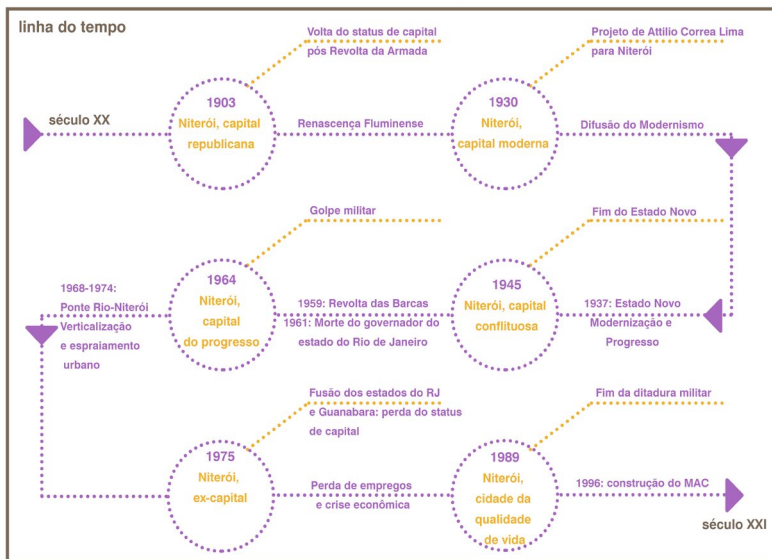 linha do tempo
Volta do status de capital
pós Revolta da Armada
Projeto de Attilio Correa Lima
para Niterói
século XX
1903
Niterói, capital
republicana
Renascença Fluminense
1930
Niterói,
capital moderna
Difusão do Modernismo
Golpe militar
Fim do Estado Novo
1968-1974:
Ponte Rio-Niterói
Verticalização
e espraiamento
urbano
1964
Niterói,
capital
do progresso
1959: Revolta das Barcas
1961: Morte do governador do
estado do Rio de Janeiro
1945
Niterói, capital
conflituosa
1937: Estado Novo
Modernização e
Progresso
Fusão dos estados do RJ
e Guanabara: perda do status
de capital
Fim da ditadura militar
1975
Niterói,
ex-capital
Perda de empregos
e crise econômica
1989
Niterói,
cidade da
qualidade
de vida
1996: construção do MAC
século XXI